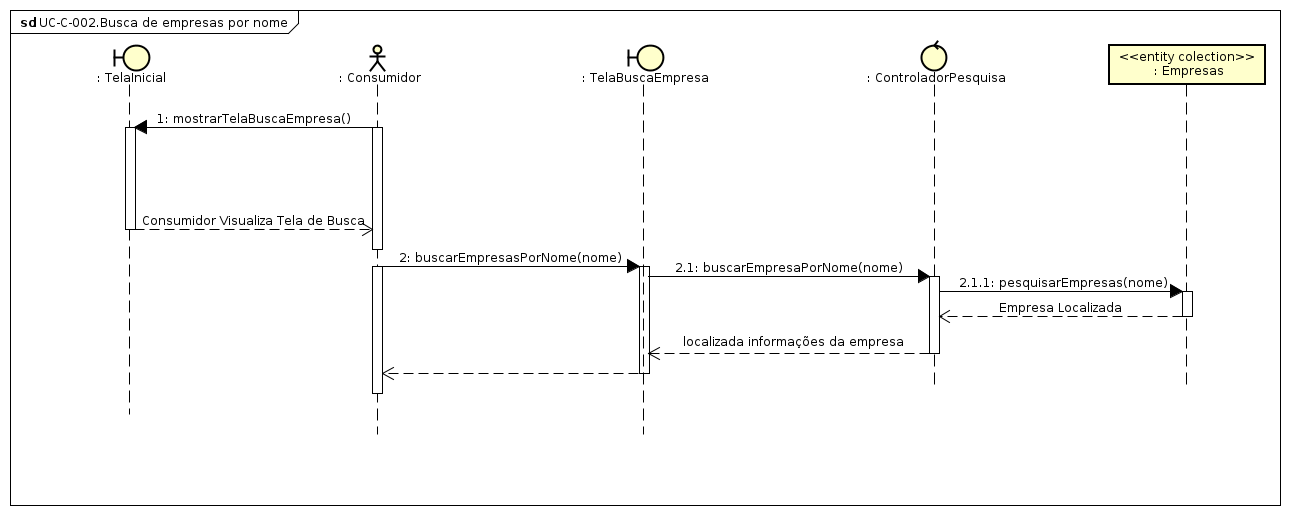 sd UC-C-002.Busca de empresas por nome
: TelaInicial
: Consumidor
: TelaBuscaEmpresa
: ControladorPesquisa
<<entity colection>>
: Empresas
1: mostrarTelaBuscaEmpresa()
Consumidor Visualiza Tela de Busca
2: buscarEmpresasPorNome(nome)
2.1: buscarEmpresaPorNome(nome)
2.1.1: pesquisarEmpresas(nome)
Empresa Localizada
localizada informações da empresa